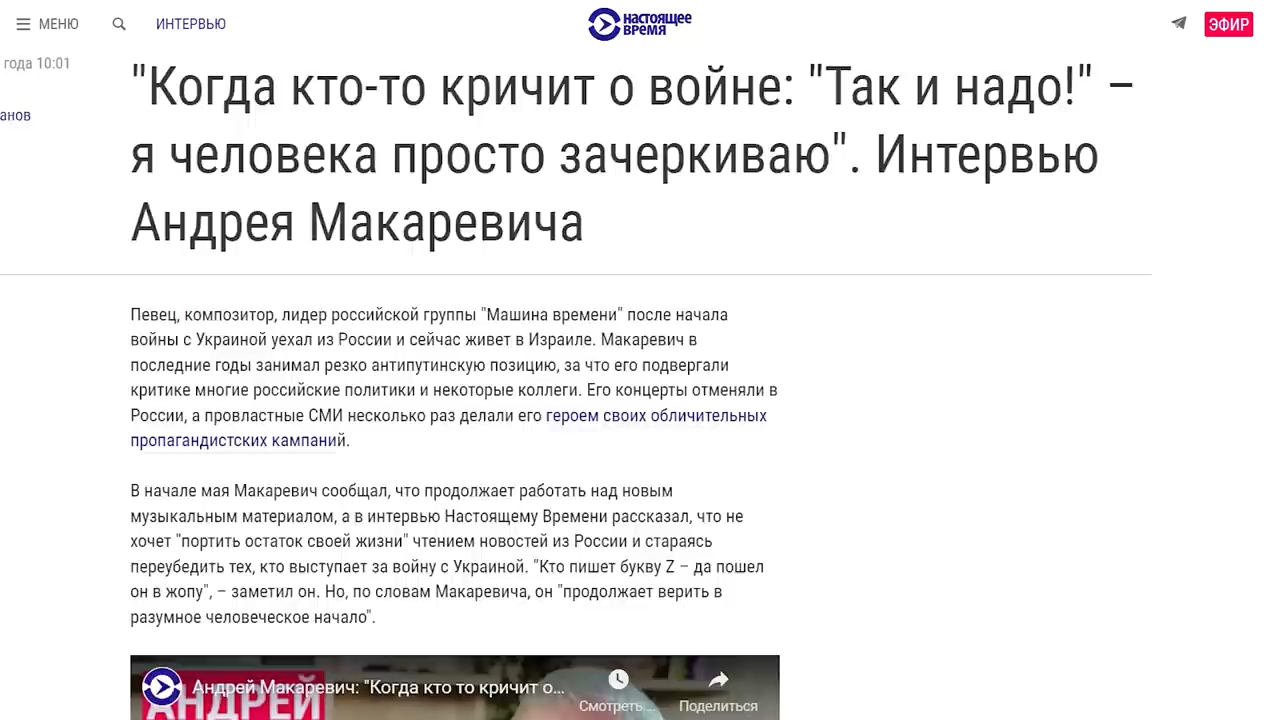 МЕНЮ
ИНТЕРВЬЮ
настоящее
время
ЭФИР
года 10:01
анов
"Когда кто-то кричит о войне: "Так и надо!" –
я человека просто зачеркиваю". Интервью
Андрея Макаревича
Певец, композитор, лидер российской группы "Машина времени" после начала
войны с Украиной уехал из России и сейчас живет в Израиле. Макаревич в
последние годы занимал резко антипутинскую позицию, за что его подвергали
критике многие российские политики и некоторые коллеги. Его концерты отменяли в
России, а провластные СМИ несколько раз делали его героем своих обличительных
пропагандистских кампаний.
В начале мая Макаревич сообщал, что продолжает работать над новым
музыкальным материалом, а в интервью Настоящему Времени рассказал, что не
хочет "портить остаток своей жизни" чтением новостей из России и стараясь
переубедить тех, кто выступает за войну с Украиной. "Кто пишет букву Z – да пошел
он в жопу", – заметил он. Но, по словам Макаревича, он "продолжает верить в
разумное человеческое начало".
Андрей Макаревич: "Когда кто то кричит о...
Смотреть ...
Поделиться
АНДРЕЙ